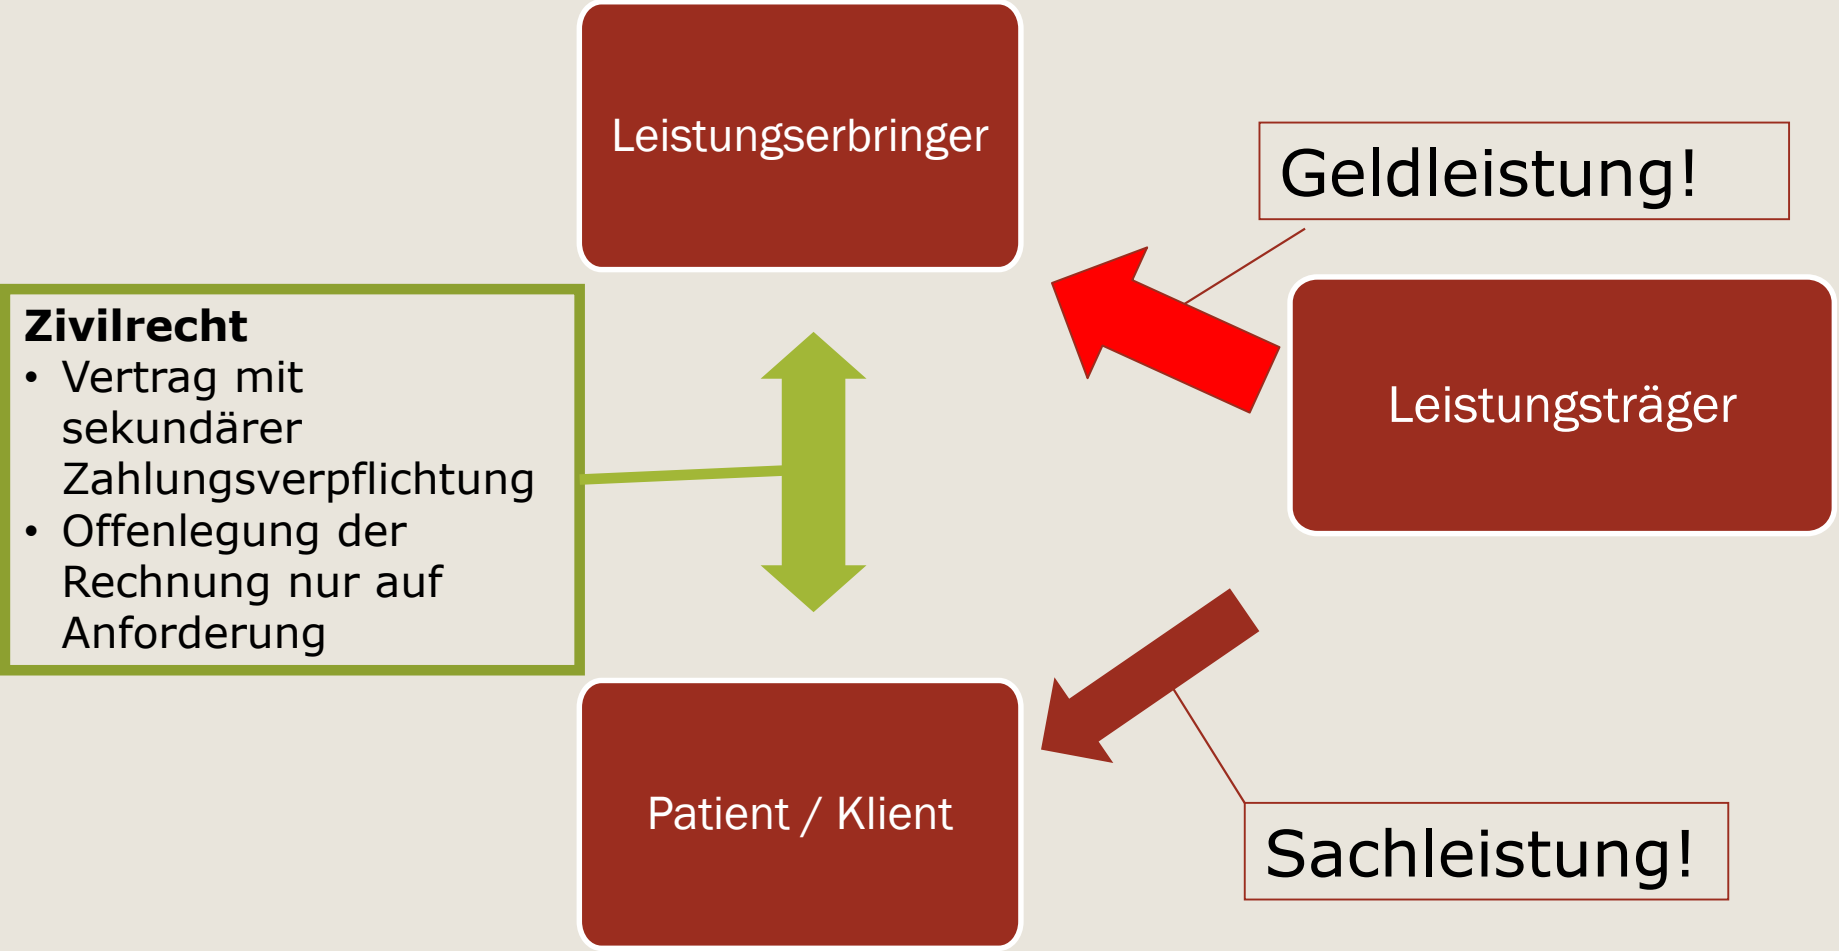 Leistungserbringer
Geldleistung!
Zivilrecht
• Vertrag mit
sekundärer
Zahlungsverpflichtung
• Offenlegung der
Rechnung nur auf
Anforderung
Leistungsträger
Patient / Klient
Sachleistung!